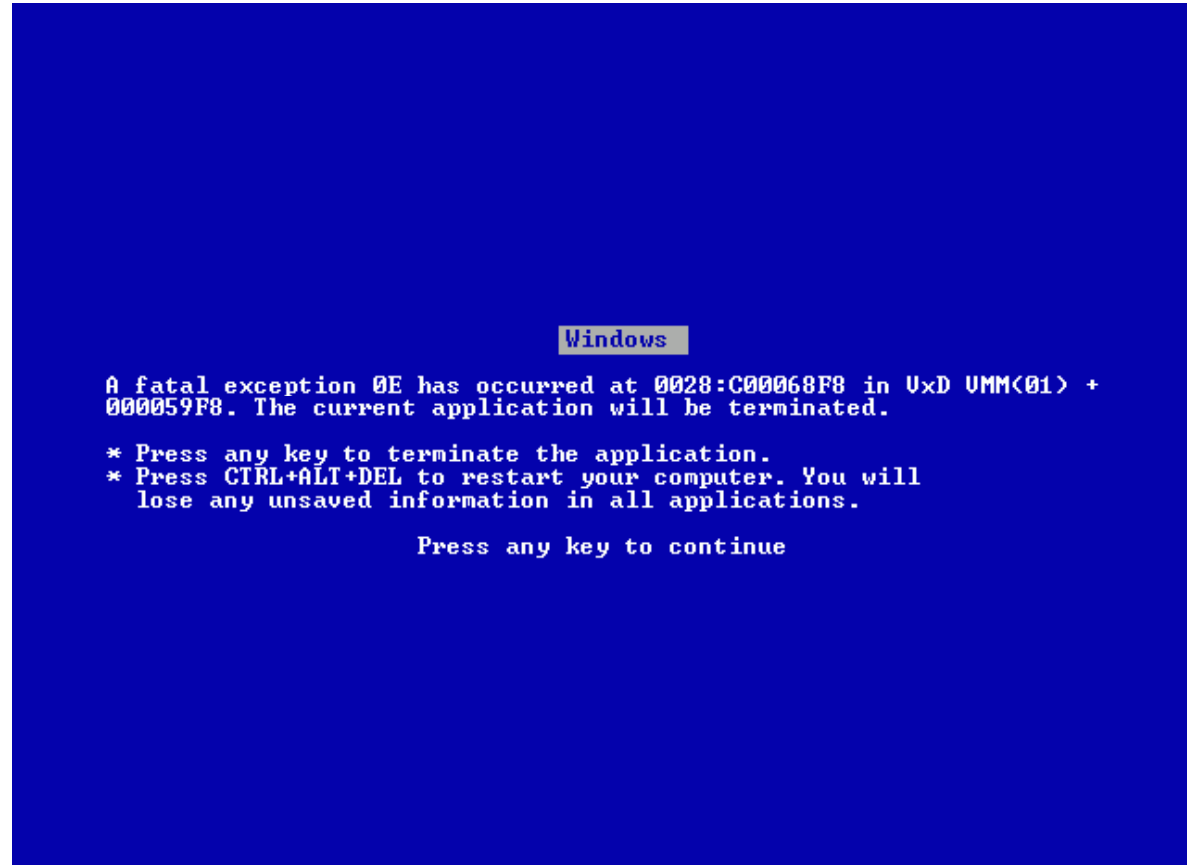 Windows
A fatal exception 0E has occurred at 0028:C00068F8 in VxD VMM(01) +
000059F8. The current application will be terminated.
* Press any key to terminate the application.
* Press CTRL+ALT+DEL to restart your computer. You will
lose any unsaved information in all applications.
Press any key to continue